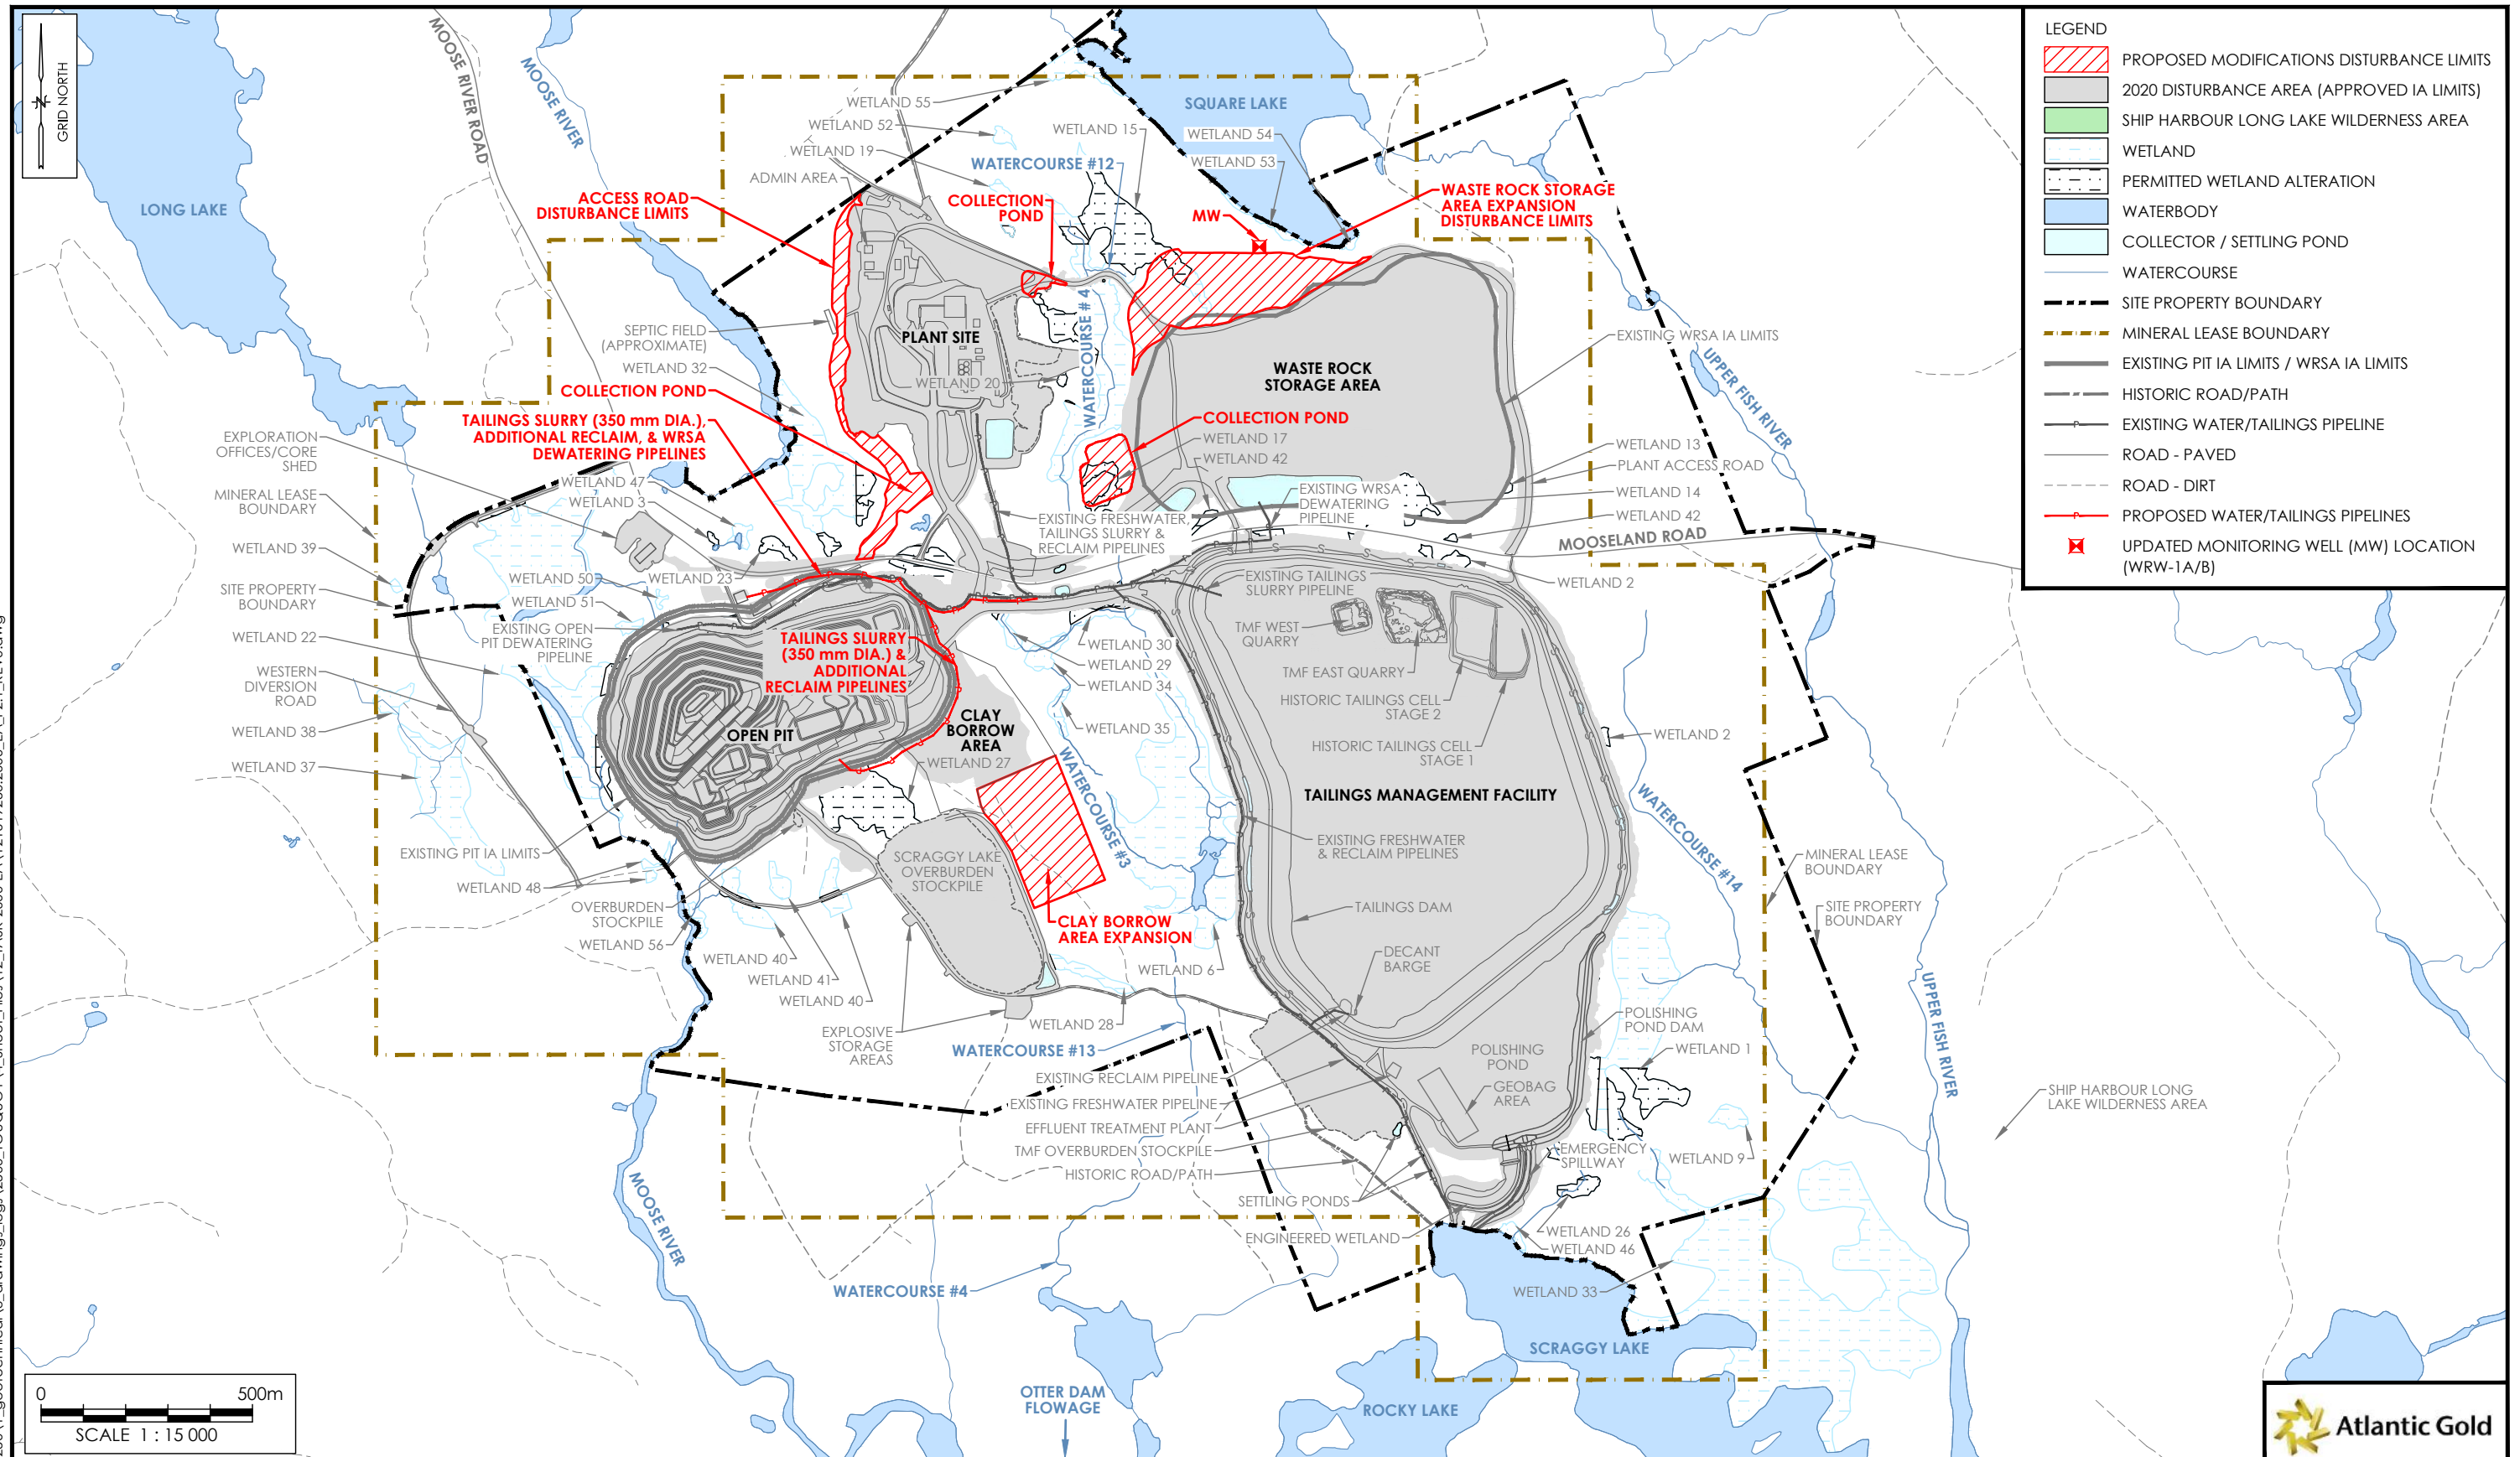 GRID NORTH
MOOSE RIVER ROAD
MOOSE RIVER
LONG LAKE
SQUARE LAKE
WETLAND 55
WETLAND 52
WETLAND 15
WETLAND 54
WETLAND 19
WATERCOURSE #12
WETLAND 53
ADMIN AREA
ACCESS ROAD
DISTURBANCE LIMITS
COLLECTION
POND
MW
WASTE ROCK STORAGE
AREA EXPANSION
DISTURBANCE LIMITS
SEPTIC FIELD
(APPROXIMATE)
PLANT SITE
WATERCOURSE # 4
WETLAND 32
WETLAND 20
WASTE ROCK
STORAGE AREA
EXISTING WRSA IA LIMITS
UPPER FISH RIVER
COLLECTION POND
TAILINGS SLURRY (350 mm DIA.),
ADDITIONAL RECLAIM, & WRSA
DEWATERING PIPELINES
COLLECTION POND
WETLAND 17
WETLAND 42
EXPLORATION
OFFICES/CORE
SHED
WETLAND 13
PLANT ACCESS ROAD
WETLAND 14
WETLAND 42
MOOSELAND ROAD
MINERAL LEASE
BOUNDARY
WETLAND 47
WETLAND 3
EXISTING WRSA
DEWATERING
PIPELINE
EXISTING FRESHWATER,
TAILINGS SLURRY &
RECLAIM PIPELINES
WETLAND 39
WETLAND 50
WETLAND 23
EXISTING TAILINGS
SLURRY PIPELINE
WETLAND 2
SITE PROPERTY
BOUNDARY
WETLAND 51
WETLAND 22
EXISTING OPEN
PIT DEWATERING
PIPELINE
TAILINGS SLURRY
(350 mm DIA.) &
ADDITIONAL
RECLAIM PIPELINES
WETLAND 30
WETLAND 29
WETLAND 34
TMF WEST
QUARRY
TMF EAST QUARRY
HISTORIC TAILINGS CELL
STAGE 2
WESTERN
DIVERSION
ROAD
WETLAND 38
WETLAND 37
OPEN PIT
CLAY
BORROW
AREA
WETLAND 35
WETLAND 27
WATERCOURSE #3
HISTORIC TAILINGS CELL
STAGE 1
WETLAND 2
TAILINGS MANAGEMENT FACILITY
WATERCOURSE #14
EXISTING PIT IA LIMITS
WETLAND 48
SCRAGGY LAKE
OVERBURDEN
STOCKPILE
EXISTING FRESHWATER
& RECLAIM PIPELINES
MINERAL LEASE
BOUNDARY
OVERBURDEN
STOCKPILE
WETLAND 56
CLAY BORROW
AREA EXPANSION
TAILINGS DAM
SITE PROPERTY
BOUNDARY
WETLAND 40
WETLAND 41
WETLAND 40
WETLAND 6
DECANT
BARGE
EXPLOSIVE
STORAGE
AREAS
WETLAND 28
WATERCOURSE #13
POLISHING
POND DAM
UPPER FISH RIVER
EXISTING RECLAIM PIPELINE
EXISTING FRESHWATER PIPELINE
EFFLUENT TREATMENT PLANT
TMF OVERBURDEN STOCKPILE
HISTORIC ROAD/PATH
SETTLING PONDS
ENGINEERED WETLAND
POLISHING
POND
GEOBAG
AREA
WETLAND 1
EMERGENCY
SPILLWAY
WETLAND 9
SHIP HARBOUR LONG
LAKE WILDERNESS AREA
WETLAND 26
WETLAND 46
WETLAND 33
MOOSE RIVER
WATERCOURSE #4
SCRAGGY LAKE
OTTER DAM
FLOWAGE
ROCKY LAKE
0 500m
SCALE 1 : 15 000
LEGEND
PROPOSED MODIFICATIONS DISTURBANCE LIMITS
2020 DISTURBANCE AREA (APPROVED IA LIMITS)
SHIP HARBOUR LONG LAKE WILDERNESS AREA
WETLAND
PERMITTED WETLAND ALTERATION
WATERBODY
COLLECTOR / SETTLING POND
WATERCOURSE
SITE PROPERTY BOUNDARY
MINERAL LEASE BOUNDARY
EXISTING PIT IA LIMITS / WRSA IA LIMITS
HISTORIC ROAD/PATH
EXISTING WATER/TAILINGS PIPELINE
ROAD - PAVED
ROAD - DIRT
PROPOSED WATER/TAILINGS PIPELINES
UPDATED MONITORING WELL (MW) LOCATION
(WRW-1A/B)
Atlantic Gold